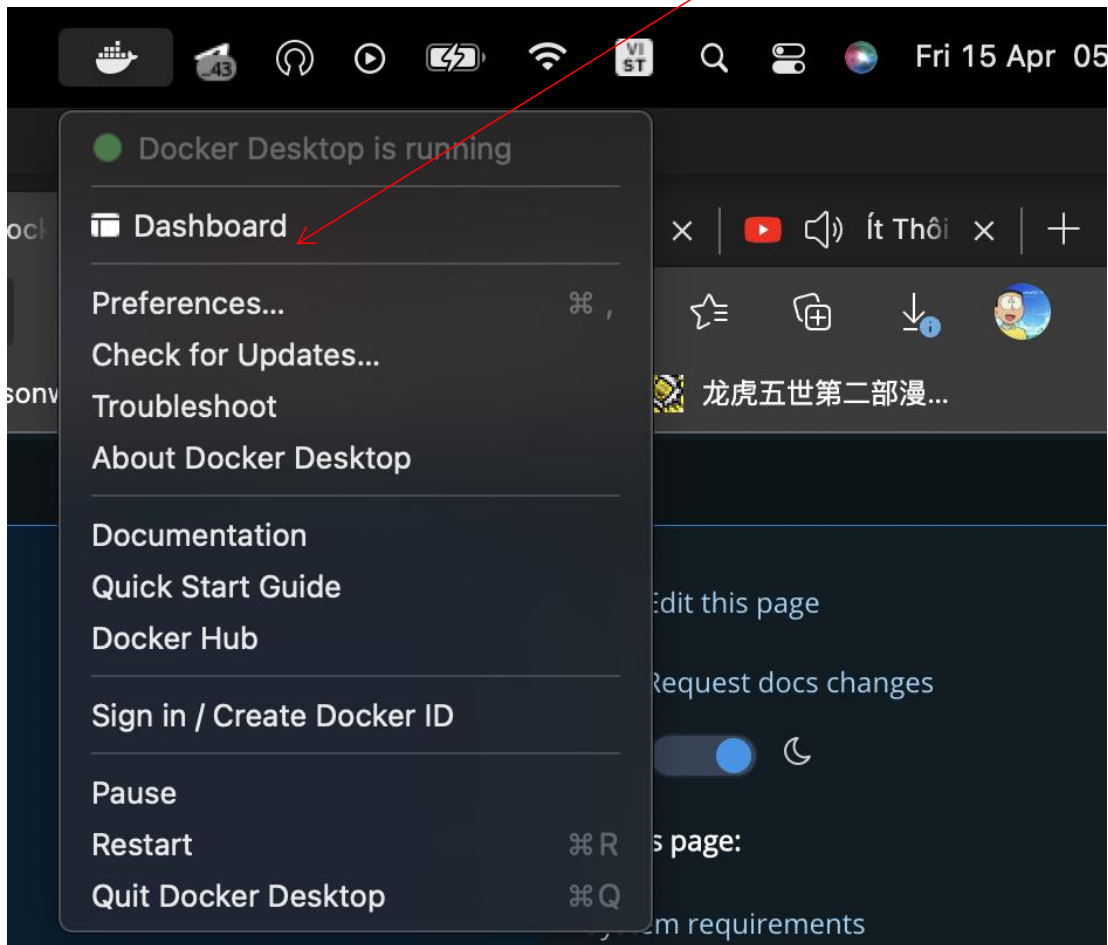 43
VI
ST
Fri 15 Apr 05
Docker Desktop is running
Dashboard
Ít Thôi
Preferences...
⌘ ,
Check for Updates...
龙虎五世第二部漫...
Troubleshoot
About Docker Desktop
Documentation
Quick Start Guide
Edit this page
Docker Hub
Request docs changes
Sign in / Create Docker ID
Pause
Restart
⌘ R
page:
Quit Docker Desktop
⌘ Q
requirements